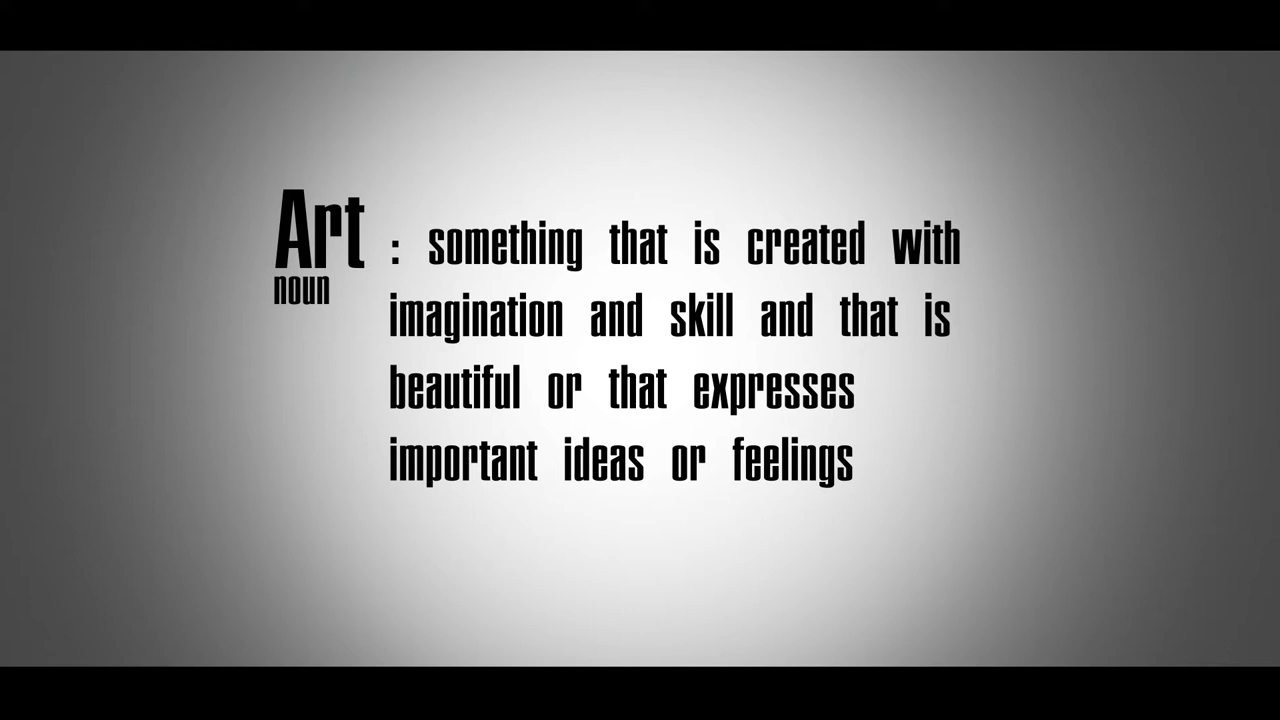 Art : something that is created with
noun
imagination and skill and that is
beautiful or that expresses
important ideas or feelings